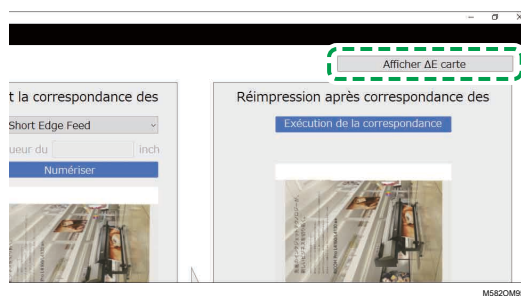 Afficher ΔE carte
t la correspondance des
Short Edge Feed
ueur du
inch
Numériser
Réimpression après correspondance des
Exécution de la correspondance
M582OM9